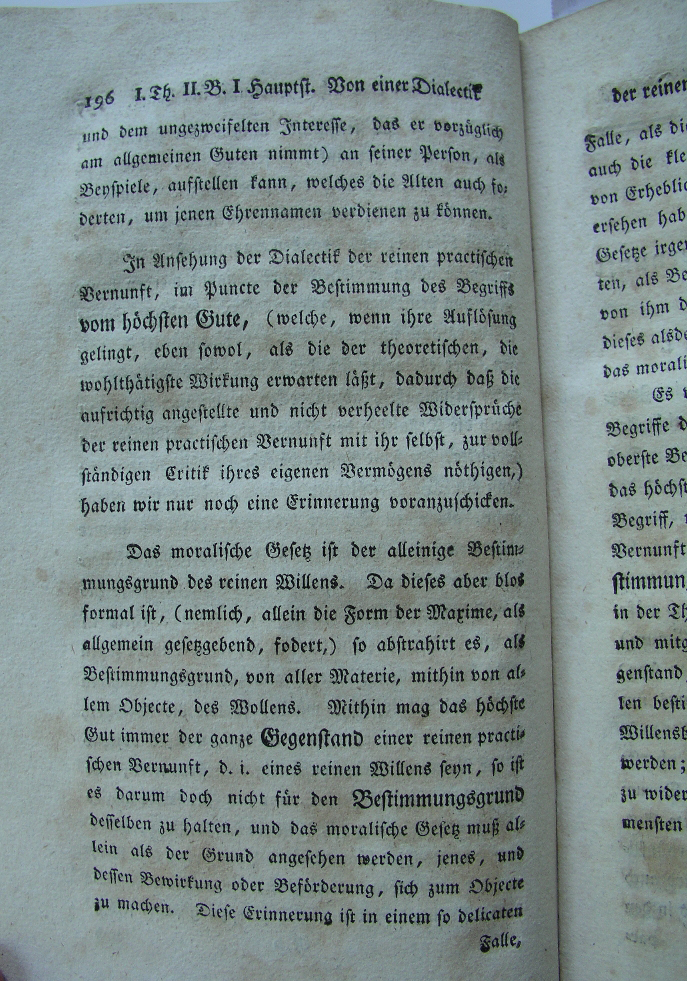 196 I. Th. II. B. I Hauptst. Von einer Dialectik
und dem ungezweifelten Interesse, das er vorzüglich
am allgemeinen Guten nimmt) an seiner Person, als
Beyspiele, aufstellen kann, welches die Alten auch fo-
derten, um jenen Ehrennamen verdienen zu können.
In Ansehung der Dialectik der reinen practischen
Vernunft, im Puncte der Bestimmung des Begriffs
vom höchsten Gute, (welche, wenn ihre Auflösung
gelingt, eben sowol, als die der theoretischen, die
wohlthätigste Wirkung erwarten läßt, dadurch daß die
aufrichtig angestellte und nicht verheelte Widersprüche
der reinen practischen Vernunft mit ihr selbst, zur voll-
ständigen Critik ihres eigenen Vermögens nöthigen,)
haben wir nur noch eine Erinnerung voranzuschicken.
Das moralische Gesetz ist der alleinige Bestim-
mungsgrund des reinen Willens. Da dieses aber blos
formal ist, (nemlich, allein die Form der Maxime, als
allgemein gesetzgebend, fodert,) so abstrahirt es, als
Bestimmungsgrund, von aller Materie, mithin von al-
lem Objecte, des Wollens. Mithin mag das höchste
Gut immer der ganze Gegenstand einer reinen practi-
schen Vernunft, d. i. eines reinen Willens seyn, so ist
es darum doch nicht für den Bestimmungsgrund
desselben zu halten, und das moralische Gesetz muß al-
lein als der Grund angesehen werden, jenes, und
dessen Bewirkung oder Beförderung, sich zum Objecte
zu machen. Diese Erinnerung ist in einem so delicaten
Falle,
der reinen
Falle, als die
auch die kle
von Erheblic
ersehen hab
Gesetze irger
ten, als Be
von ihm d
dieses alsde
das morali
Es v
Begriffe d
oberste Be
das höchst
Begriff,
Vernunft
stimmun
in der Th
und mitg
genstand
len besti
Willensb
werden;
zu wider
mensten